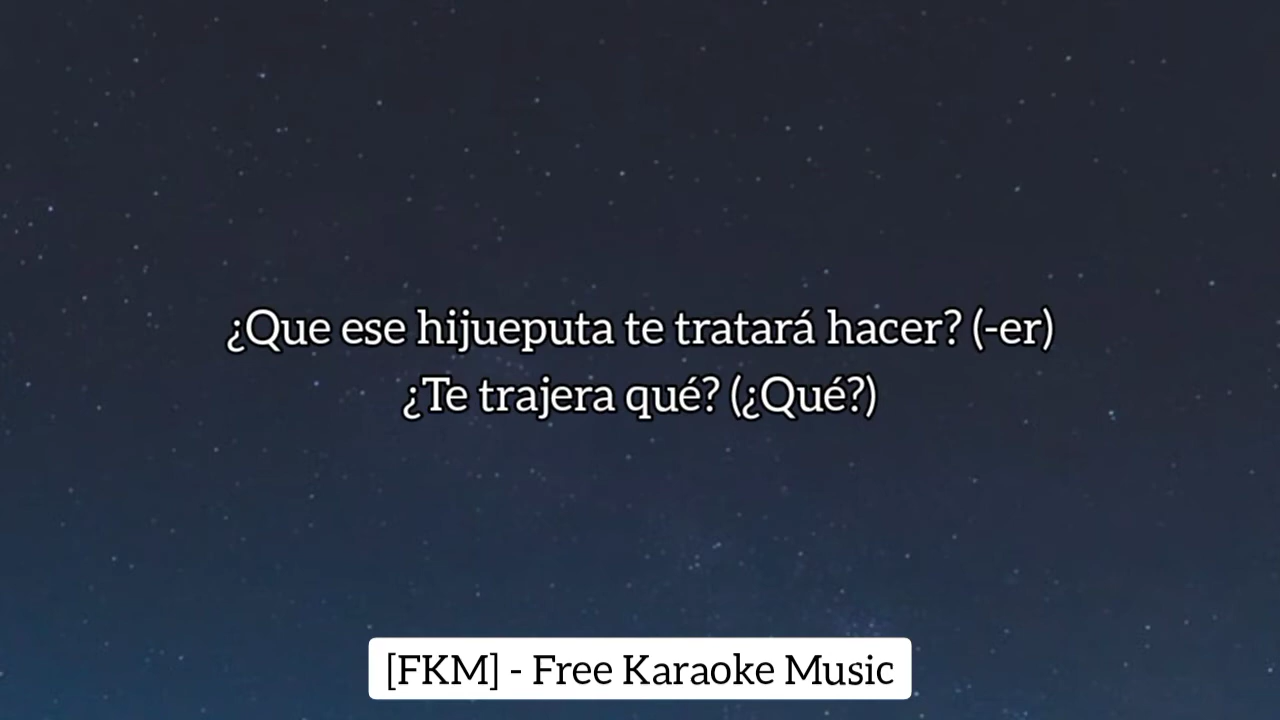 ¿Que ese hijueputa te tratará hacer? (-er)
¿Te trajera qué? (¿Qué?)
[FKM] - Free Karaoke Music